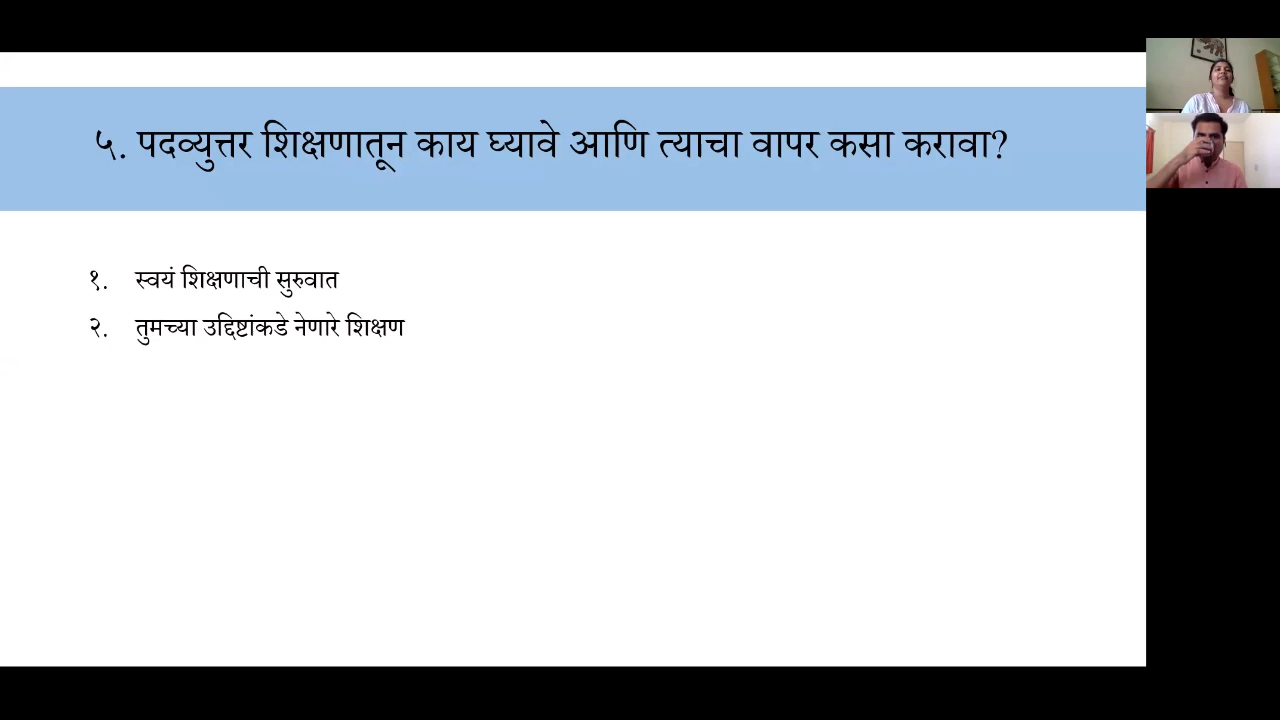 ५. पदव्युत्तर शिक्षणातून काय घ्यावे आणि त्याचा वापर कसा करावा?
१. स्वयं शिक्षणाची सुरुवात
२. तुमच्या उद्दिष्टांकडे नेणारे शिक्षण